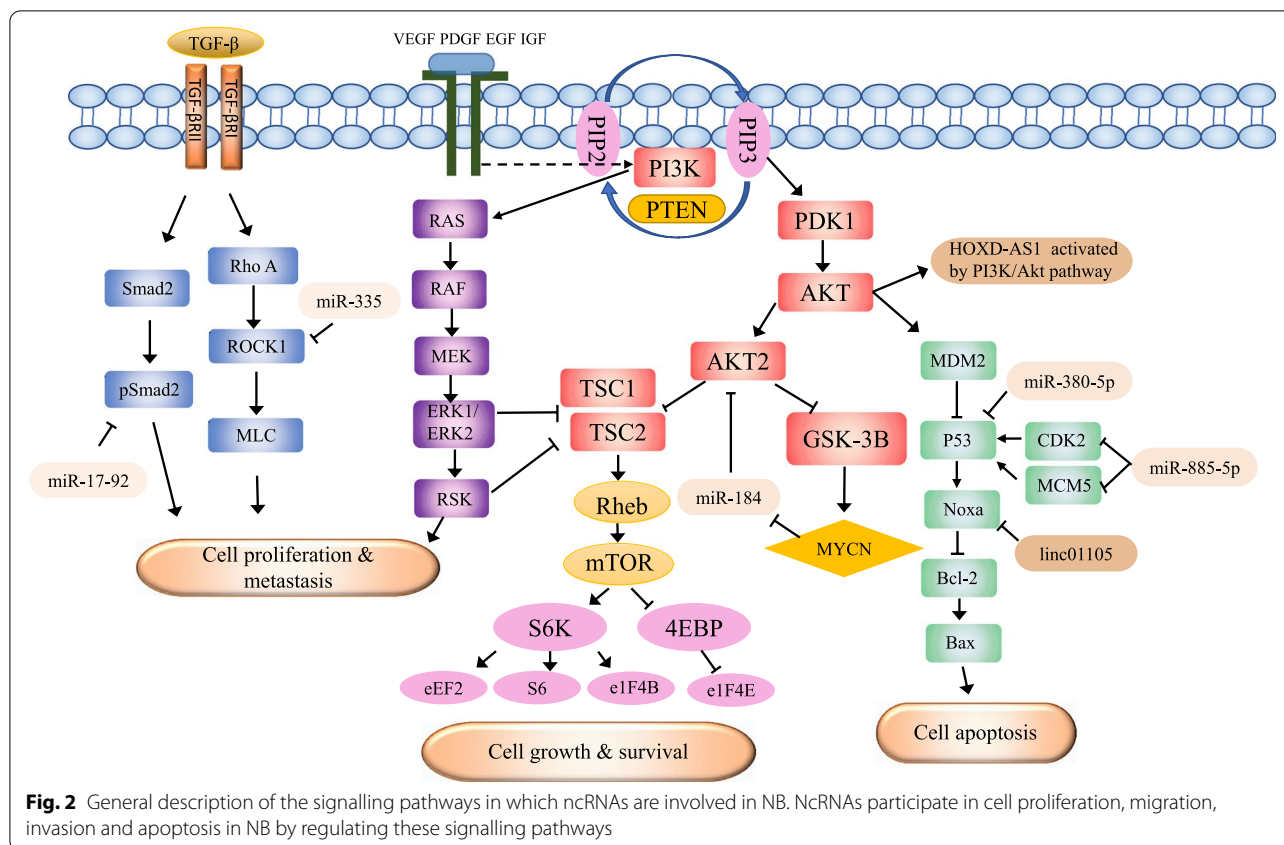 TGF-β
VEGF PDGF EGF IGF
TGF-βRII
TGF-βRI
PIP2
PIP3
PI3K
PTEN
RAS
PDK1
HOXD-AS1 activated
by PI3K/Akt pathway
Rho A
Smad2
RAF
AKT
miR-335
ROCK1
MEK
AKT2
MDM2
miR-380-5p
pSmad2
TSC1
ERK1/
ERK2
TSC2
GSK-3B
P53
CDK2
MLC
miR-885-5p
MCM5
miR-17-92
RSK
miR-184
Rheb
Noxa
MYCN
linc01105
Cell proliferation &
metastasis
mTOR
Bcl-2
S6K
4EBP
Bax
eEF2
S6
e1F4B
e1F4E
Cell growth & survival
Cell apoptosis
Fig. 2 General description of the signalling pathways in which ncRNAs are involved in NB. NcRNAs participate in cell proliferation, migration,
invasion and apoptosis in NB by regulating these signalling pathways